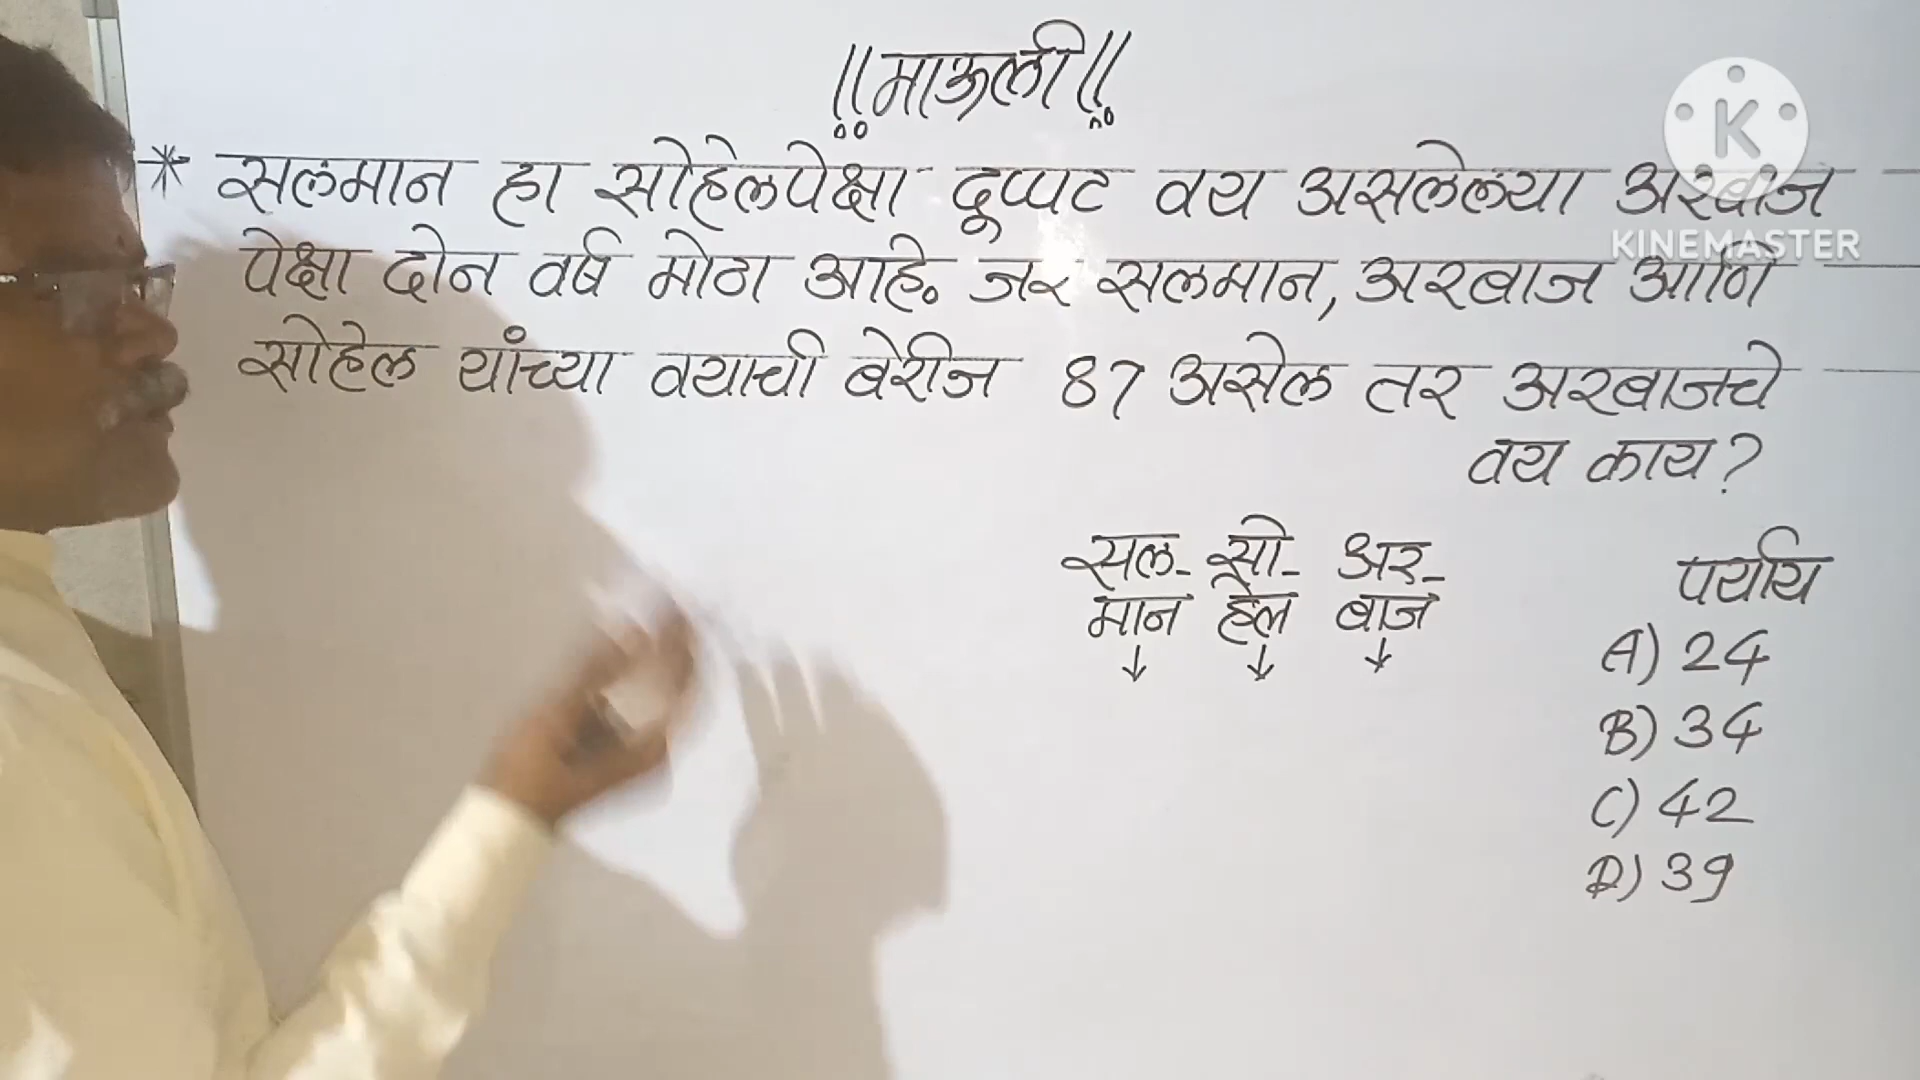 ||माऊली||
* सलमान हा सोहेलपेक्षा दूप्पट वय असलेल्या अरबाज
पेक्षा दोन वर्ष मोठा आहे. जर सलमान, अरबाज आणि
सोहेल यांच्या वयाची बेरीज 87 असेल तर अरबाजचे
वय काय?
सल- सो- अर-
मान हेल बाज
↓ ↓ ↓
पर्याय
A) 24
B) 34
C) 42
D) 39
K
KINEMASTER